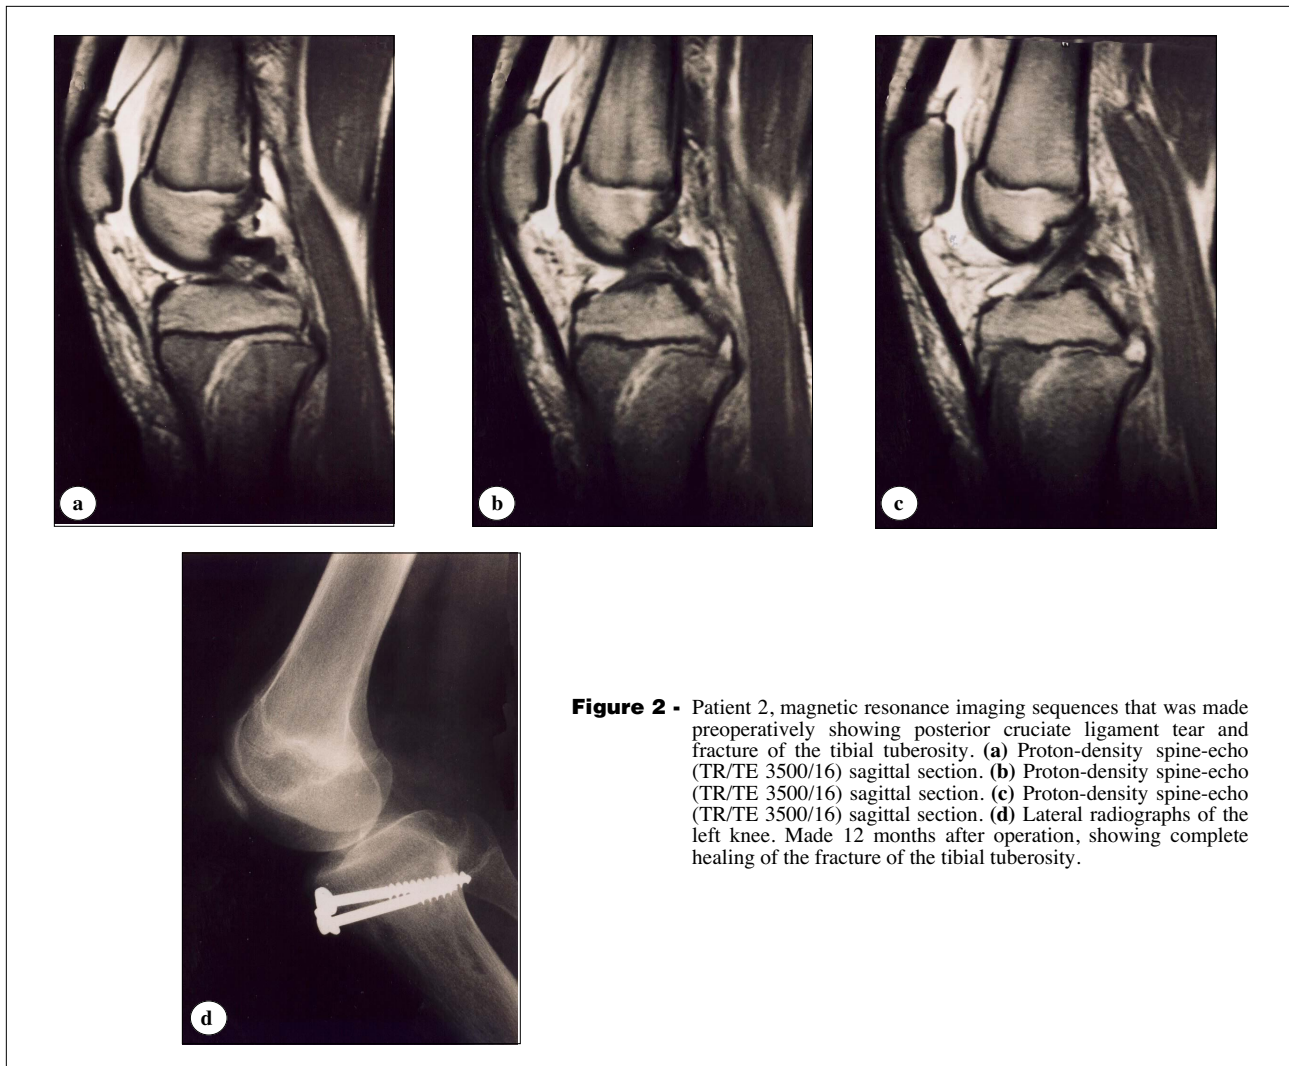 a
b
c
d
Figure 2 - Patient 2, magnetic resonance imaging sequences that was made
preoperatively showing posterior cruciate ligament tear and
fracture of the tibial tuberosity. (a) Proton-density spine-echo
(TR/TE 3500/16) sagittal section. (b) Proton-density spine-echo
(TR/TE 3500/16) sagittal section. (c) Proton-density spine-echo
(TR/TE 3500/16) sagittal section. (d) Lateral radiographs of the
left knee. Made 12 months after operation, showing complete
healing of the fracture of the tibial tuberosity.